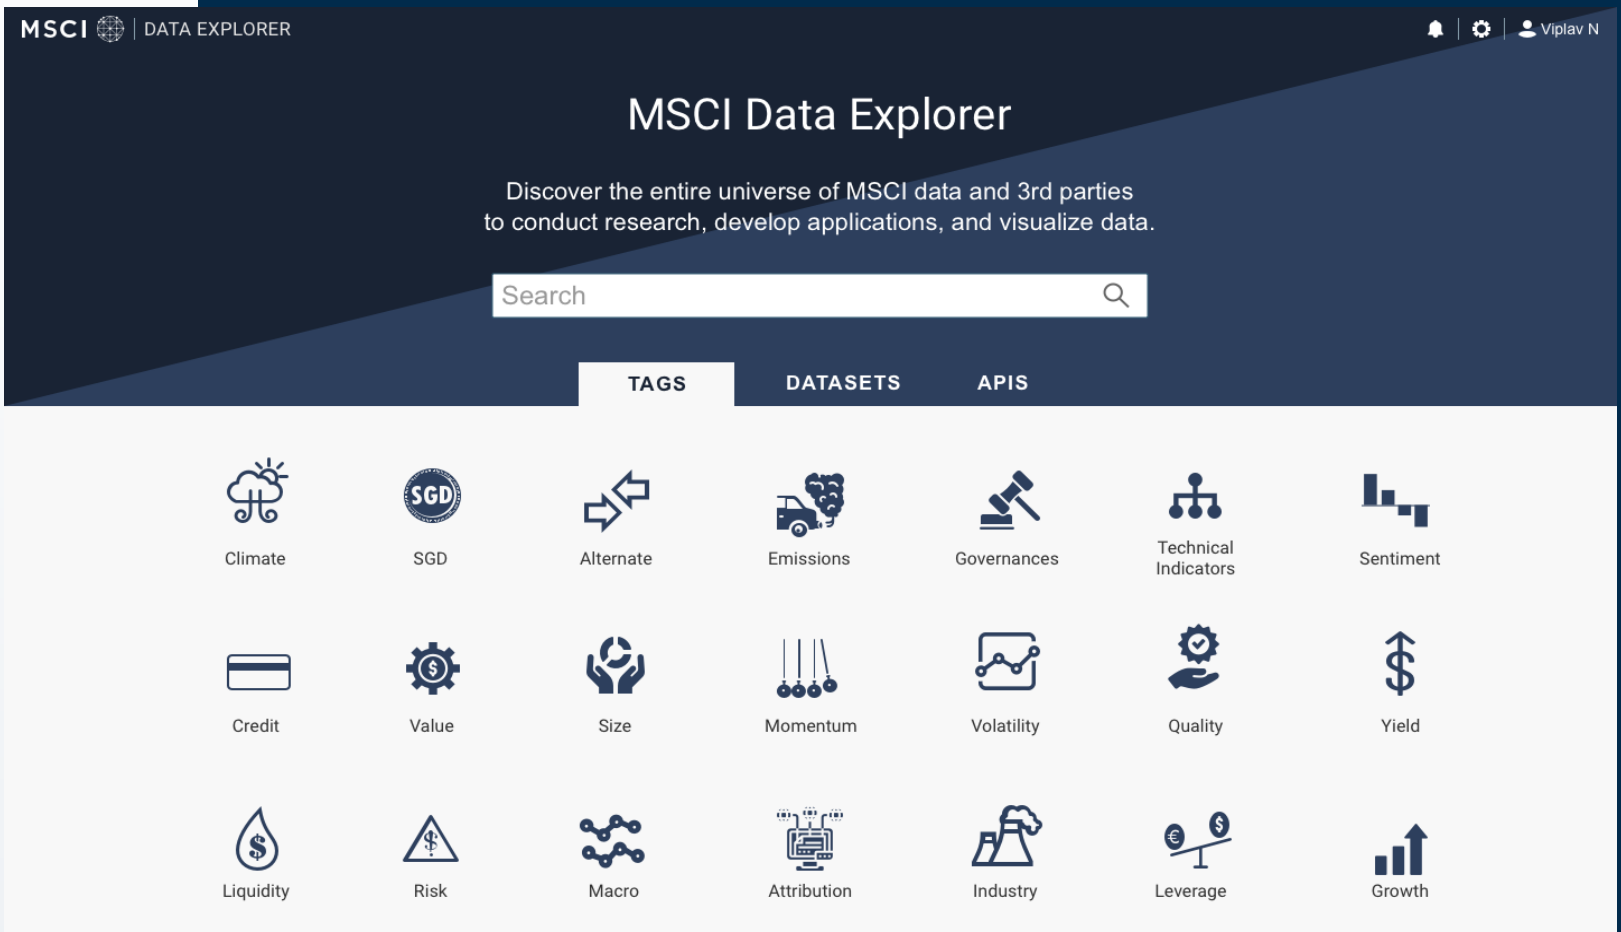 MSCI DATA EXPLORER
Viplav N
MSCI Data Explorer
Discover the entire universe of MSCI data and 3rd parties
to conduct research, develop applications, and visualize data.
Search
TAGS DATASETS APIS
SGD
Climate SGD Alternate Emissions Governances Technical Indicators Sentiment
$ $
Credit Value Size Momentum Volatility Quality Yield
$ $ € $
Liquidity Risk Macro Attribution Industry Leverage Growth